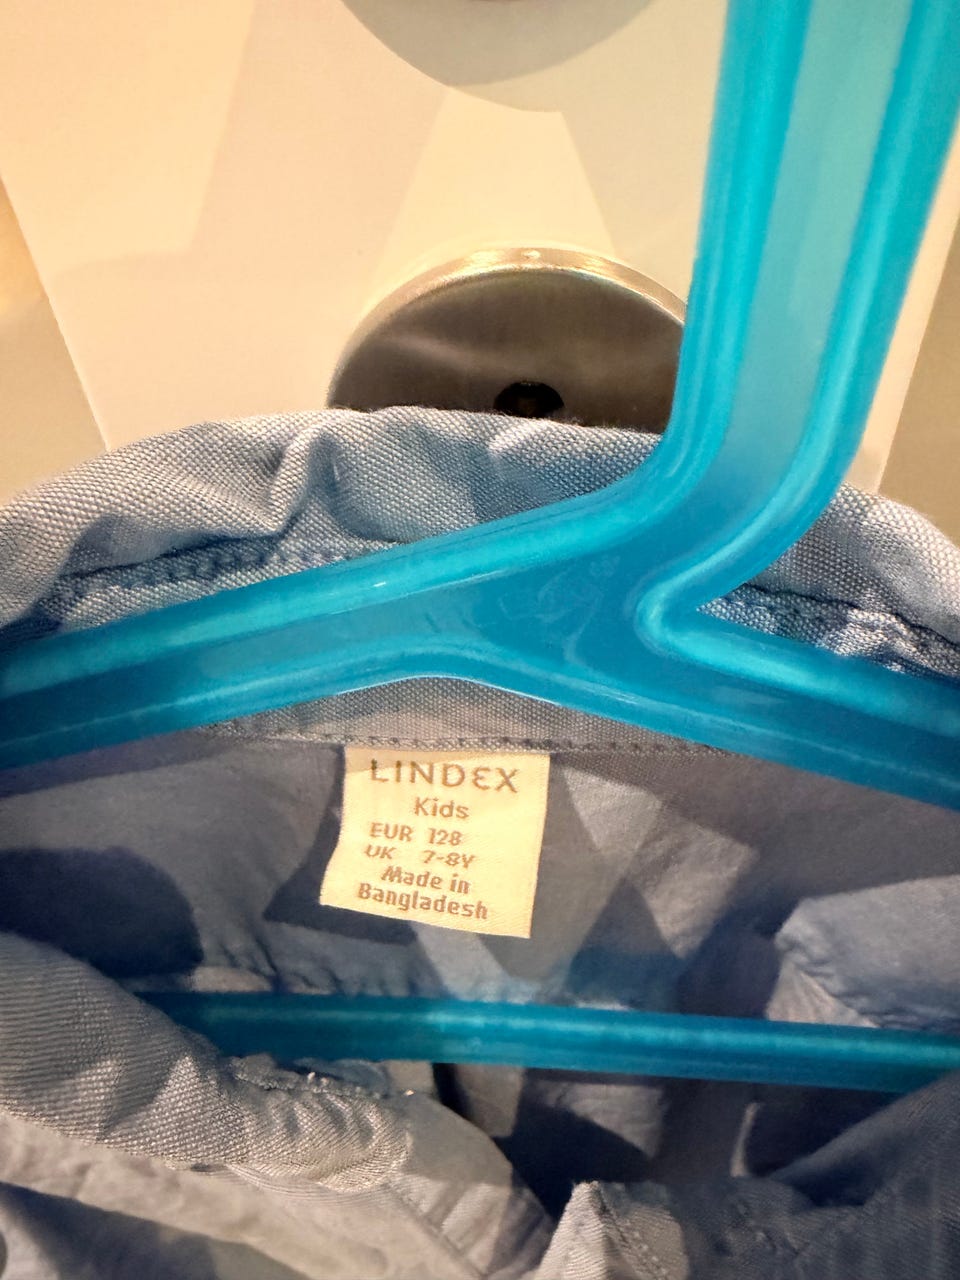 LINDEX
Kids
EUR 128
UK 7-8Y
Made in
Bangladesh